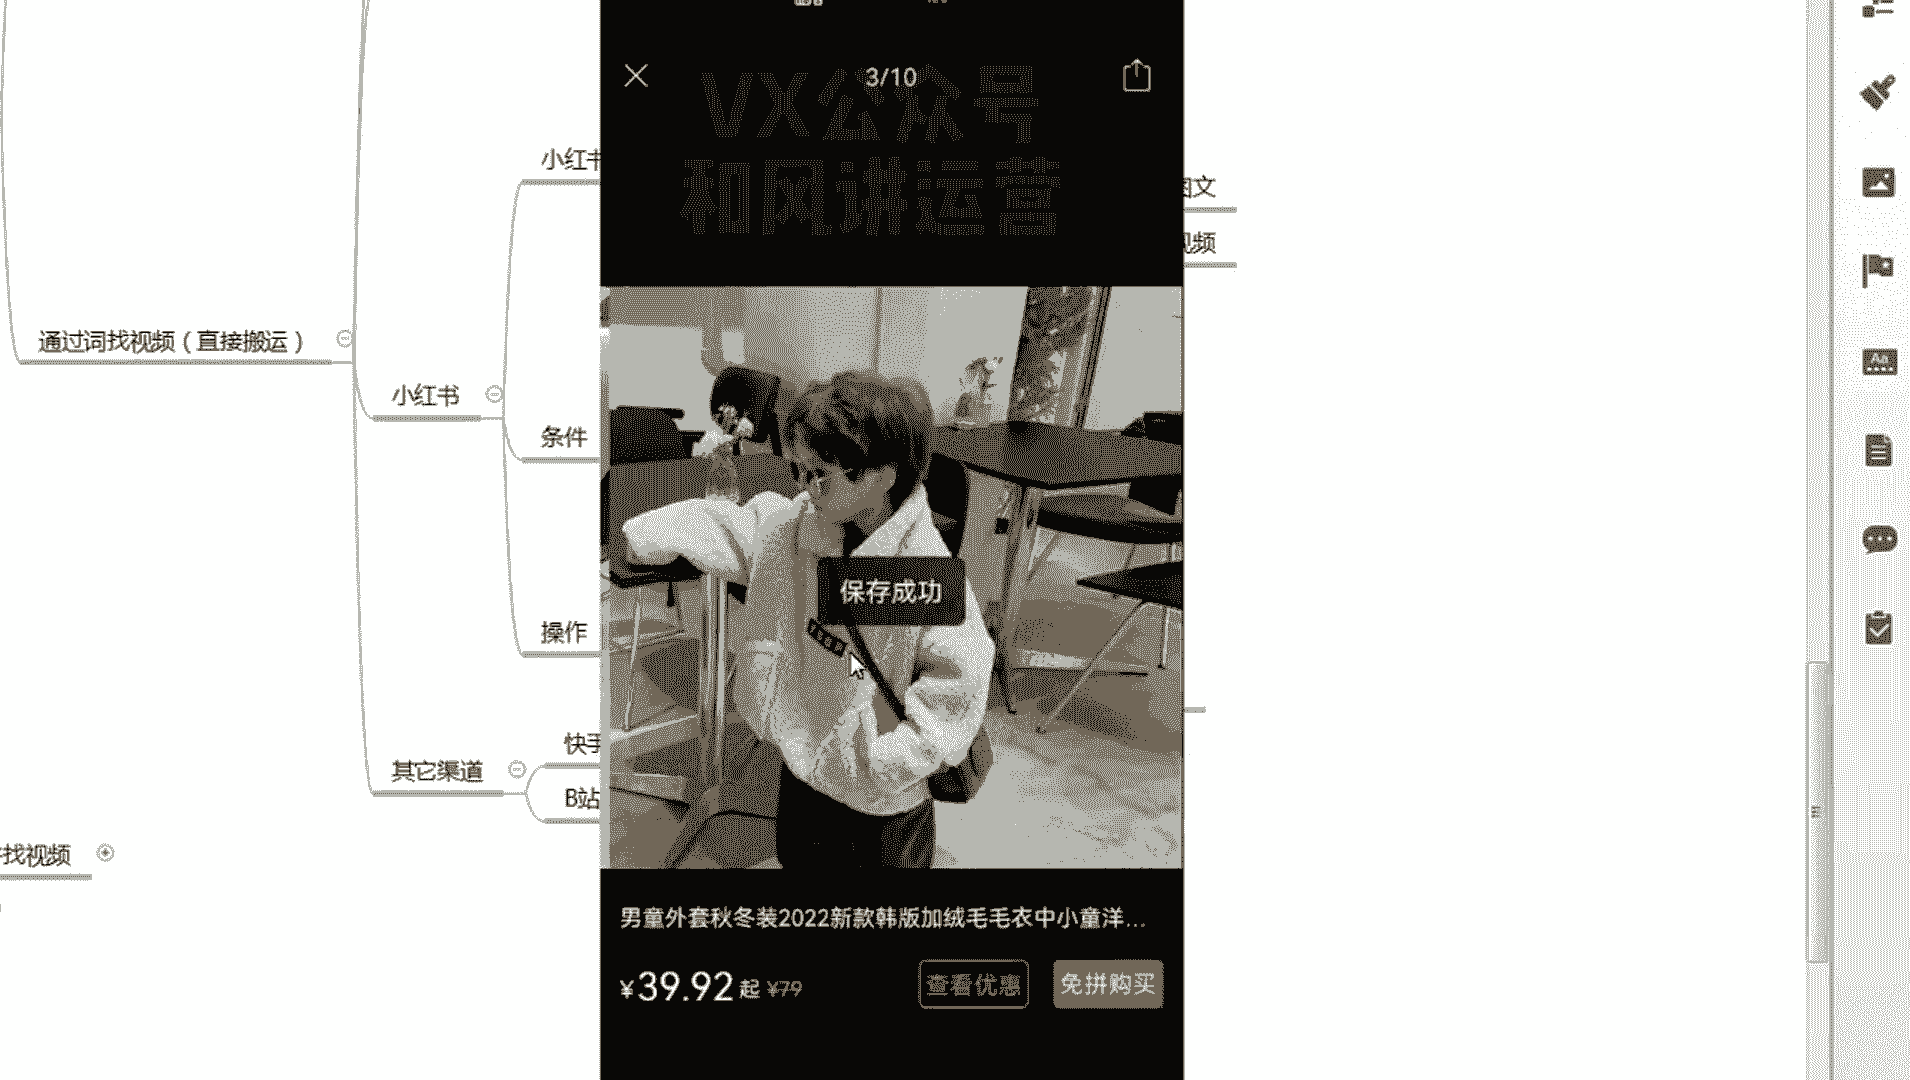 3/10
VX公众号
和风讲运营
小红书
图文
视频
通过词找视频（直接搬运）
小红书
条件
保存成功
操作
快手
其它渠道
B站
找视频
男童外套秋冬装2022新款韩版加绒毛毛衣中小童洋...
¥39.92起 ¥79
查看优惠
免拼购买
Aa